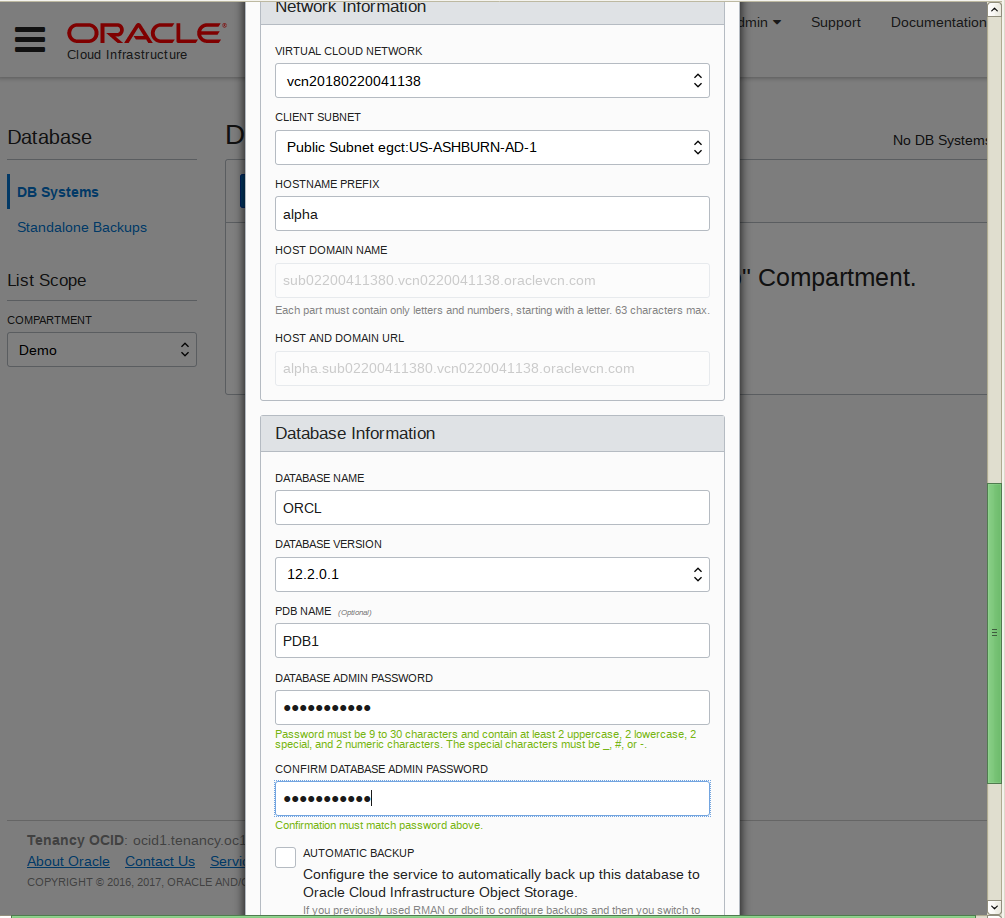 Network Information
ORACLE®
Cloud Infrastructure
dmin
Support
Documentation
VIRTUAL CLOUD NETWORK
vcn20180220041138
CLIENT SUBNET
Public Subnet egct:US-ASHBURN-AD-1
Database
D
No DB Systems
HOSTNAME PREFIX
alpha
DB Systems
Standalone Backups
HOST DOMAIN NAME
sub02200411380.vcn0220041138.oraclevcn.com
" Compartment.
List Scope
Each part must contain only letters and numbers, starting with a letter. 63 characters max.
COMPARTMENT
Demo
HOST AND DOMAIN URL
alpha.sub02200411380.vcn0220041138.oraclevcn.com
Database Information
DATABASE NAME
ORCL
DATABASE VERSION
12.2.0.1
PDB NAME (Optional)
PDB1
DATABASE ADMIN PASSWORD
●●●●●●●●●●●
Password must be 9 to 30 characters and contain at least 2 uppercase, 2 lowercase, 2
special, and 2 numeric characters. The special characters must be _, #, or -.
CONFIRM DATABASE ADMIN PASSWORD
●●●●●●●●●●●
Confirmation must match password above.
AUTOMATIC BACKUP
Configure the service to automatically back up this database to
Oracle Cloud Infrastructure Object Storage.
If you previously used RMAN or dbcli to configure backups and then you switch to
Tenancy OCID: ocid1.tenancy.oc1
About Oracle Contact Us Servic
COPYRIGHT © 2016, 2017, ORACLE AND/O